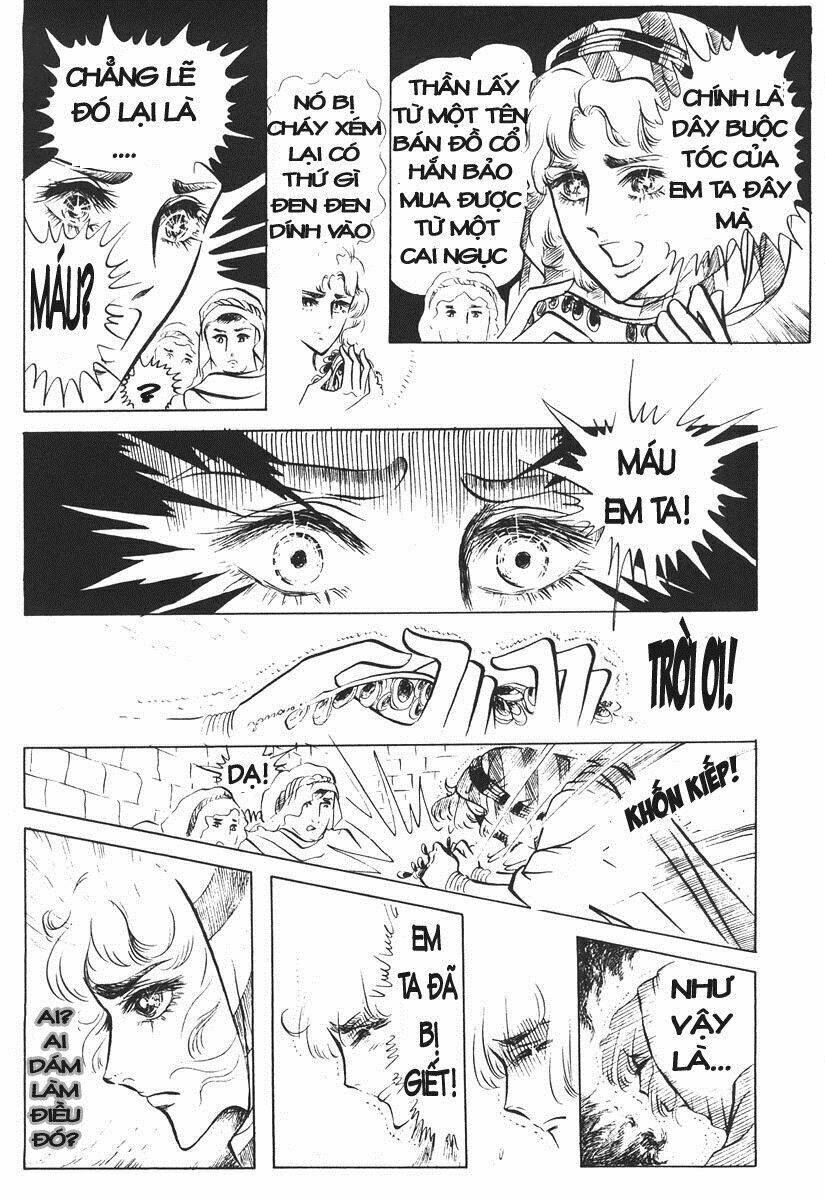 CHÍNH LÀ
DÂY BUỘC
TÓC CỦA
EM TA ĐÂY
MÀ
THẦN LẤY
TỪ MỘT TÊN
BÁN ĐỒ CỔ
HẮN BẢO
MUA ĐƯỢC
TỪ MỘT
CAI NGỤC
NÓ BỊ
CHÁY XÉM
LẠI CÓ
THỨ GÌ
ĐEN ĐEN
DÍNH VÀO
CHẲNG LẼ
ĐÓ LẠI LÀ
....
MÁU?
?
MÁU
EM TA!
TRỜI ƠI!
KHỐN KIẾP!
DẠ!
NHƯ
VẬY
LÀ...
EM
TA ĐÃ
BỊ
GIẾT!
AI?
AI
DÁM
LÀM
ĐIỀU
ĐÓ?